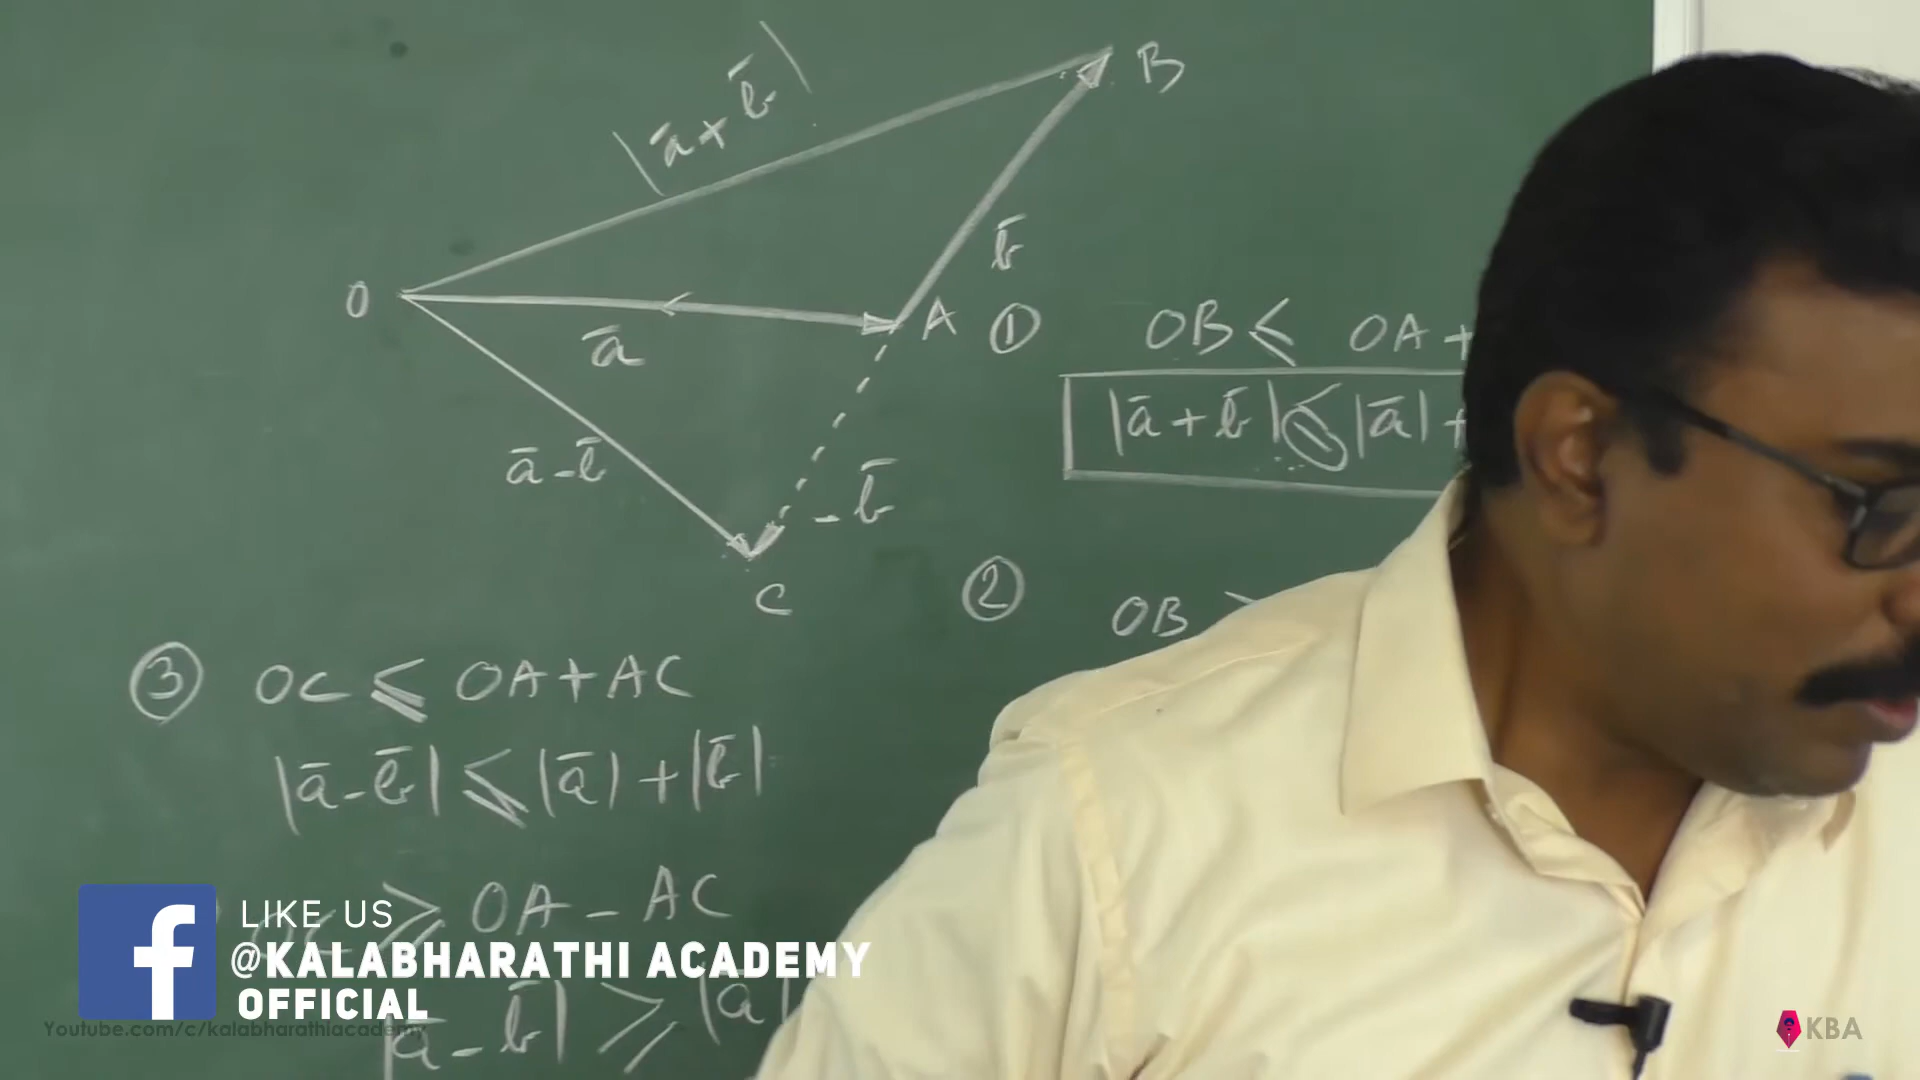 |a̅ + b̅|
B
b̅
O
a̅
A
① OB ≤ OA +
|a̅ + b̅| ≤ |a̅| +
a̅ - b̅
- b̅
C
② OB
③ OC ≤ OA + AC
|a̅ - b̅| ≤ |a̅| + |b̅|
OC ≥ OA - AC
|a̅ - b̅| ≥ |a̅|
f LIKE US
@KALABHARATHI ACADEMY
OFFICIAL
Youtube.com/c/kalabharathiacademy
KBA